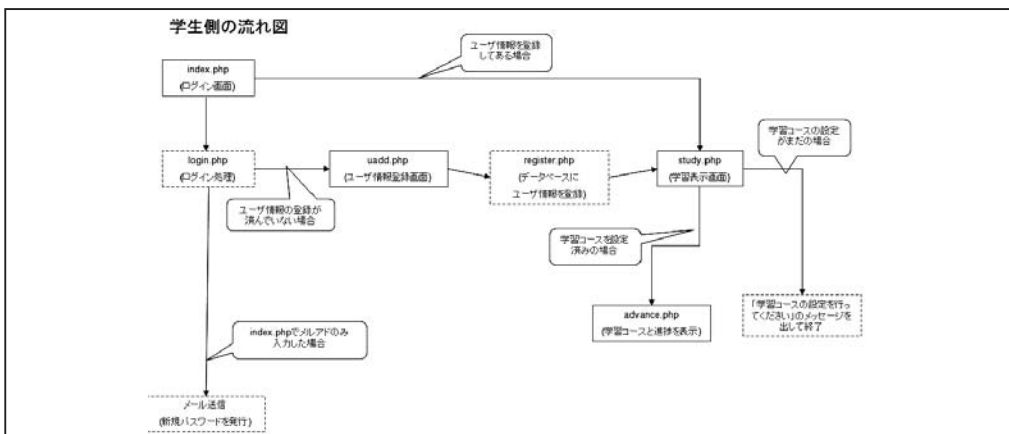 学生側の流れ図
ユーザ情報を登録
してある場合
index.php
(ログイン画面)
学習コースの設定
がまだの場合
login.php
(ログイン処理)
uadd.php
(ユーザ情報登録画面)
register.php
(データベースに
ユーザ情報を登録)
study.php
(学習表示画面)
ユーザ情報の登録が
済んでいない場合
学習コースを設定
済みの場合
advance.php
(学習コースと進捗を表示)
「学習コースの設定を行っ
てください」のメッセージを
出して終了
index.phpでメルアドのみ
入力した場合
メール送信
(新規パスワードを発行)